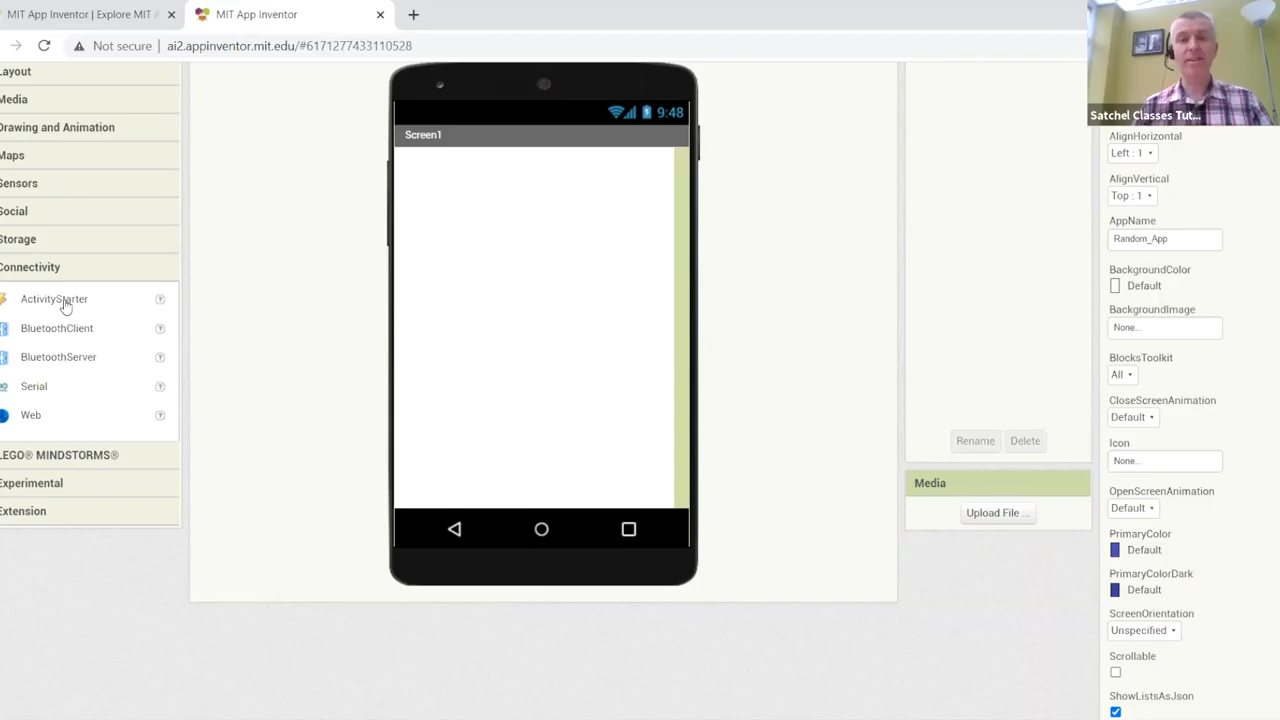 MIT App Inventor | Explore MIT A
MIT App Inventor
Not secure
ai2.appinventor.mit.edu/#6171277433110528
Layout
Media
Drawing and Animation
Maps
Sensors
Social
Storage
Connectivity
ActivityStarter
?
BluetoothClient
?
BluetoothServer
?
Serial
?
Web
?
LEGO® MINDSTORMS®
Experimental
Extension
9:48
Screen1
Rename
Delete
Media
Upload File ...
Satchel Classes Tut...
AlignHorizontal
Left : 1
AlignVertical
Top : 1
AppName
Random_App
BackgroundColor
Default
BackgroundImage
None...
BlocksToolkit
All
CloseScreenAnimation
Default
Icon
None...
OpenScreenAnimation
Default
PrimaryColor
Default
PrimaryColorDark
Default
ScreenOrientation
Unspecified
Scrollable
ShowListsAsJson